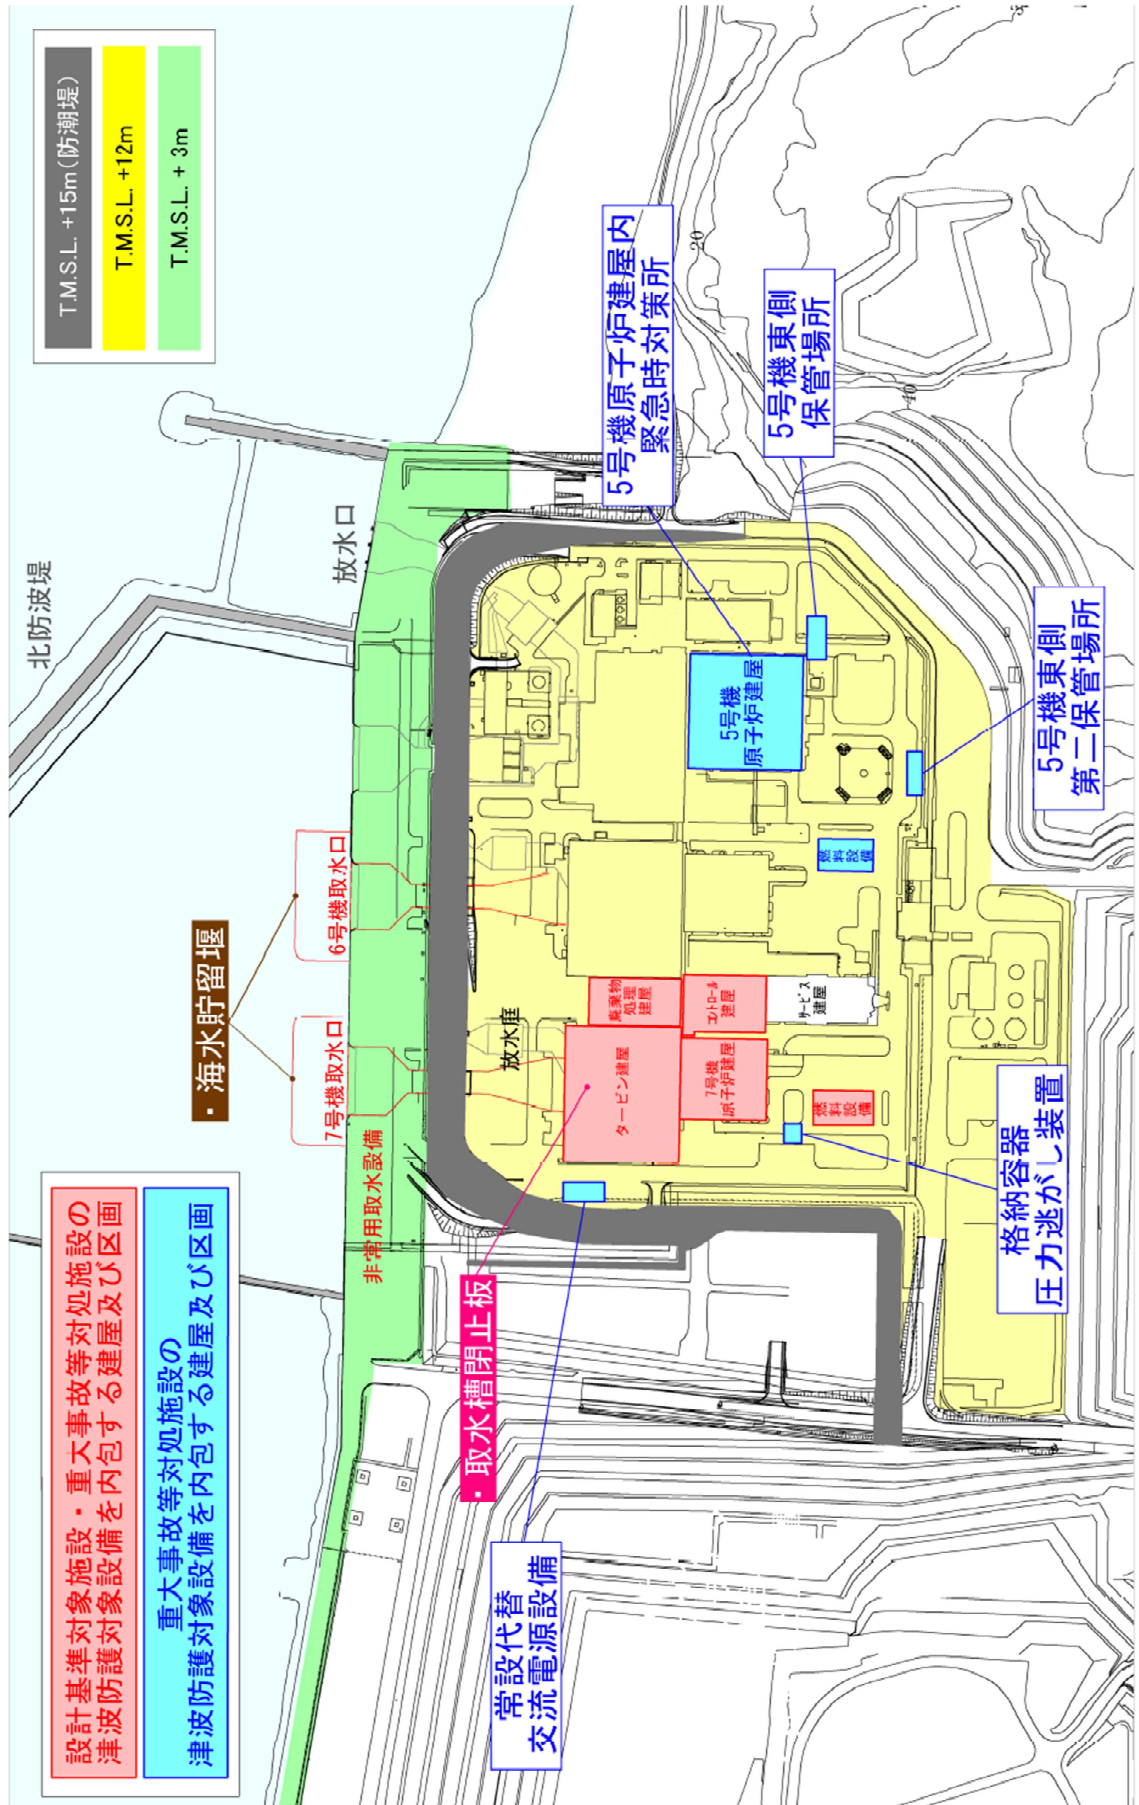 設計基準対象施設・重大事故等対処施設の
津波防護対象設備を内包する建屋及び区画
重大事故等対処施設の
津波防護対象設備を内包する建屋及び区画
T.M.S.L. +15m(防潮堤)
T.M.S.L. +12m
T.M.S.L. + 3m
北防波堤
放水口
・海水貯留堰
7号機取水口
6号機取水口
非常用取水設備
放水庭
・取水槽閉止板
常設代替
交流電源設備
タービン建屋
廃棄物
処理
建屋
コントロール
建屋
7号機
原子炉建屋
サービス
建屋
燃料設備
燃料設備
5号機
原子炉建屋
5号機原子炉建屋内
緊急時対策所
5号機東側
保管場所
5号機東側
第二保管場所
格納容器
圧力逃がし装置
20
40